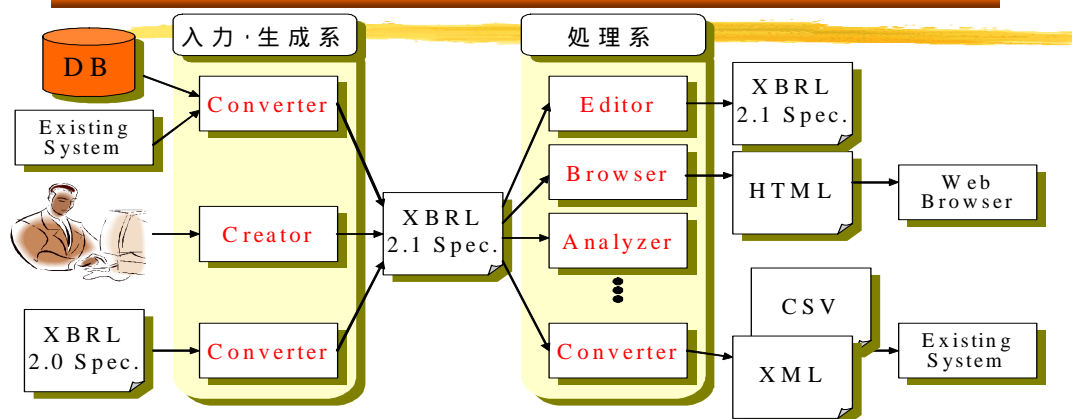 入力・生成系
処理系
DB
Existing
System
Converter
Creator
XBRL
2.0 Spec.
Converter
XBRL
2.1 Spec.
Editor
Browser
Analyzer
Converter
XBRL
2.1 Spec.
HTML
Web
Browser
CSV
XML
Existing
System